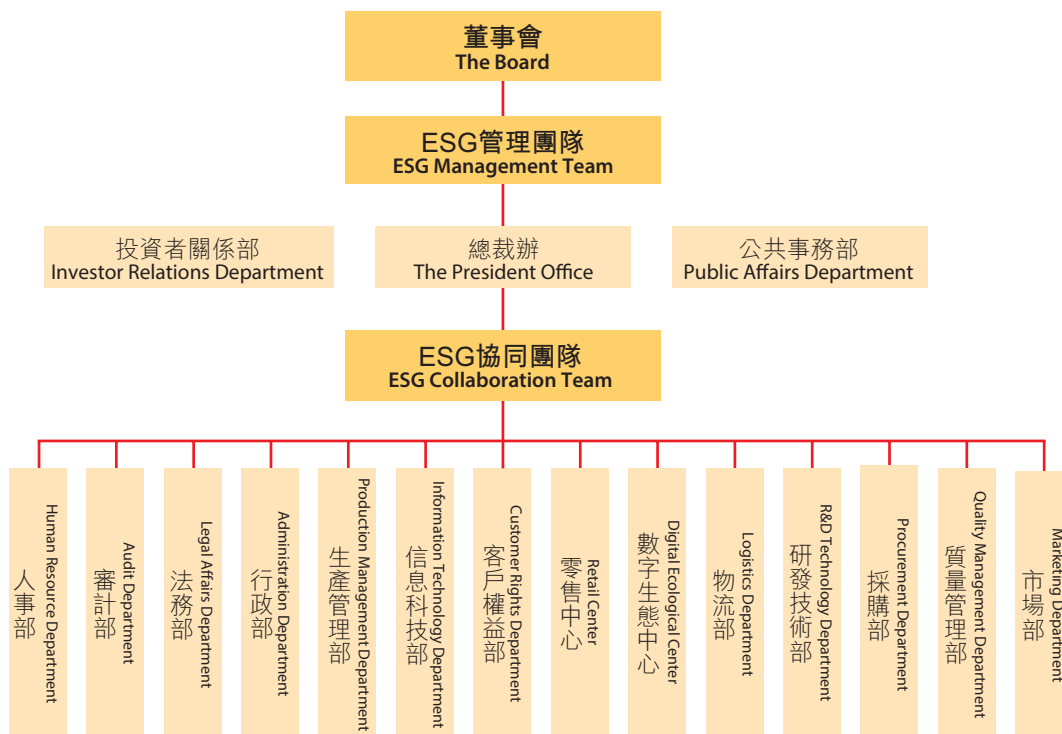 董事會
The Board
ESG管理團隊
ESG Management Team
投資者關係部
Investor Relations Department
總裁辦
The President Office
公共事務部
Public Affairs Department
ESG協同團隊
ESG Collaboration Team
人事部
Human Resource Department
審計部
Audit Department
法務部
Legal Affairs Department
行政部
Administration Department
生產管理部
Production Management Department
信息科技部
Information Technology Department
客戶權益部
Customer Rights Department
零售中心
Retail Center
數字生態中心
Digital Ecological Center
物流部
Logistics Department
研發技術部
R&D Technology Department
採購部
Procurement Department
質量管理部
Quality Management Department
市場部
Marketing Department